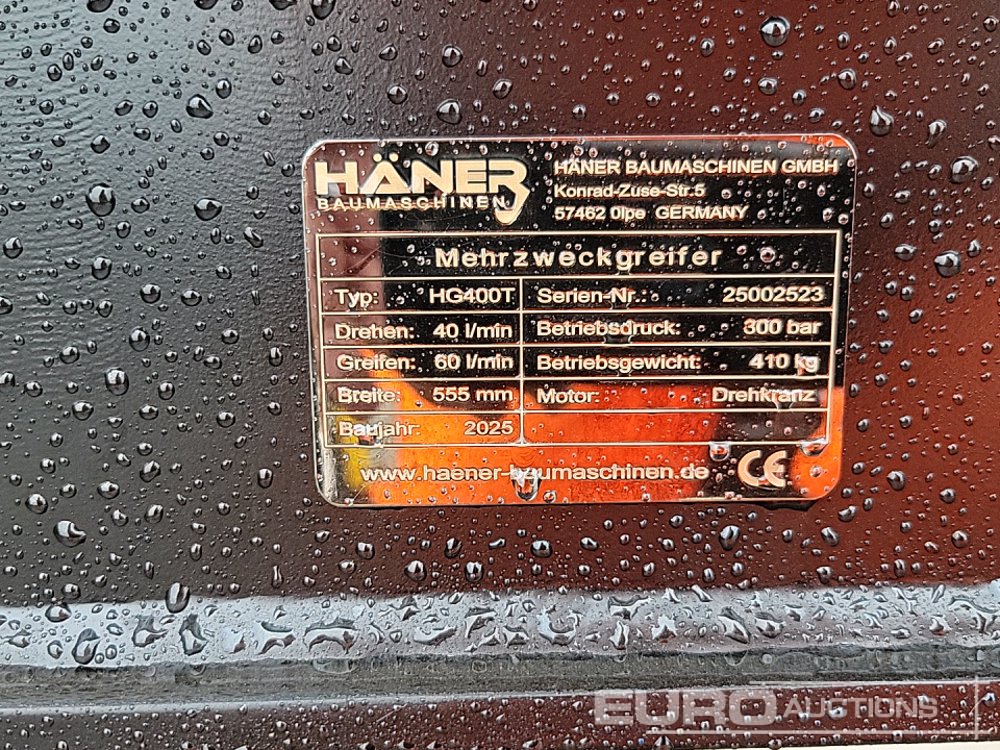 HÄNER
BAUMASCHINEN
HÄNER BAUMASCHINEN GMBH
Konrad-Zuse-Str.5
57462 Olpe GERMANY
Mehrzweckgreifer
Typ: HG400T Serien-Nr.: 25002523
Drehen: 40 l/min Betriebsdruck: 300 bar
Greifen: 60 l/min Betriebsgewicht: 410 kg
Breite: 555 mm Motor: Drehkranz
Baujahr: 2025
www.haener-baumaschinen.de CE
EURO AUCTIONS